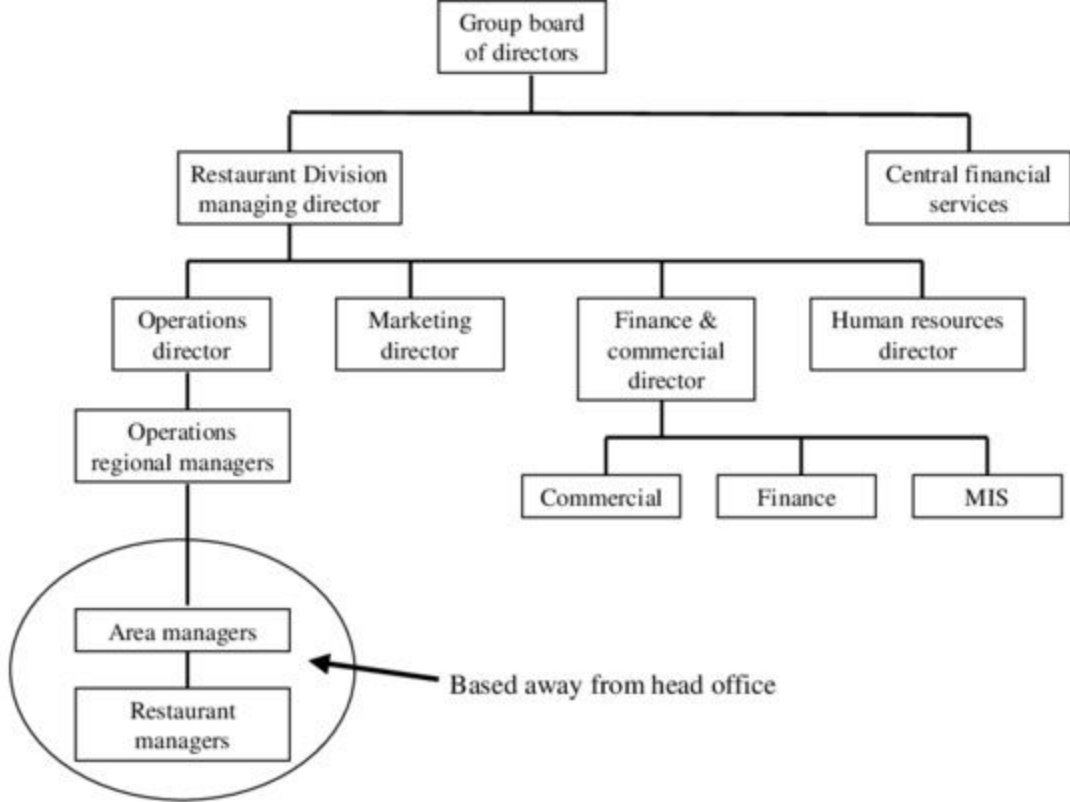 Group board
of directors
Restaurant Division
managing director
Central financial
services
Operations
director
Marketing
director
Finance &
commercial
director
Human resources
director
Operations
regional managers
Commercial
Finance
MIS
Area managers
Based away from head office
Restaurant
managers